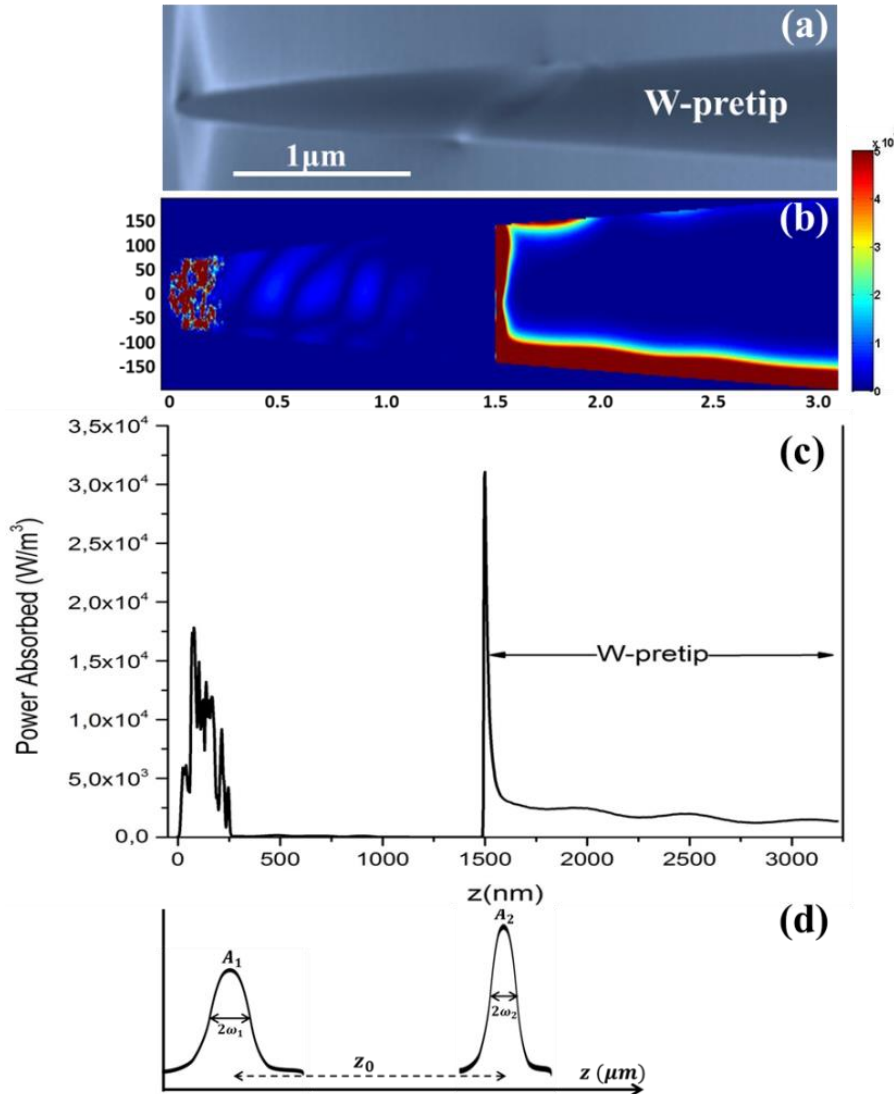 (a)
W-pretip
1µm
x 10
(b)
150
100
50
0
-50
-100
-150
5
4
3
2
1
0
0 0.5 1.0 1.5 2.0 2.5 3.0
(c)
3,5x10⁴
3,0x10⁴
2,5x10⁴
2,0x10⁴
1,5x10⁴
1,0x10⁴
5,0x10³
0,0
Power Absorbed (W/m³)
W-pretip
0 500 1000 1500 2000 2500 3000
z(nm)
(d)
A₁ A₂
2ω₁ 2ω₂
z₀
z (µm)